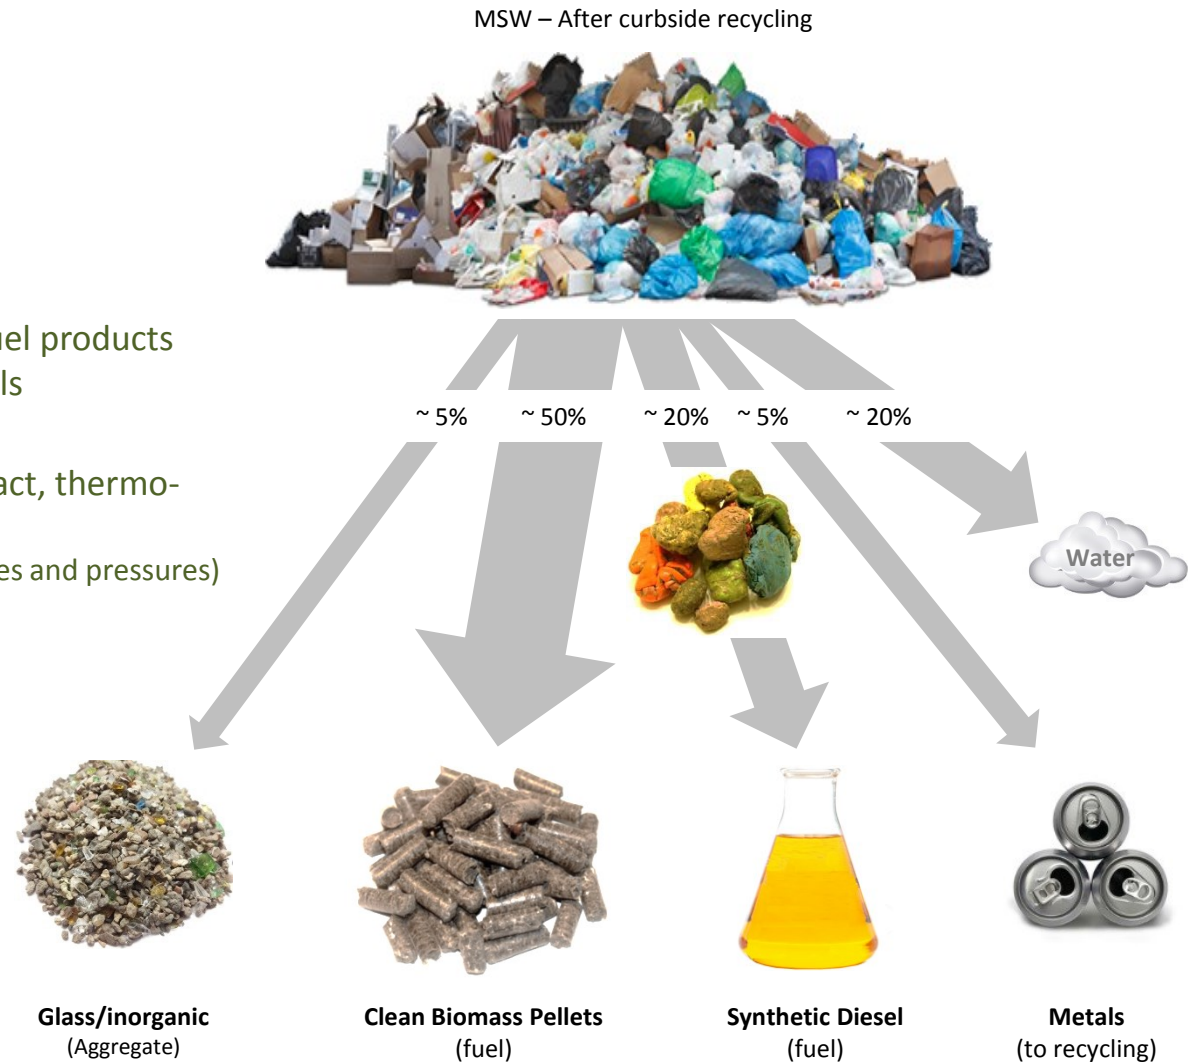 MSW – After curbside recycling
uel products
ls
~ 5%
~ 50%
~ 20%
~ 5%
~ 20%
act, thermo-
es and pressures)
Water
Glass/inorganic
(Aggregate)
Clean Biomass Pellets
(fuel)
Synthetic Diesel
(fuel)
Metals
(to recycling)